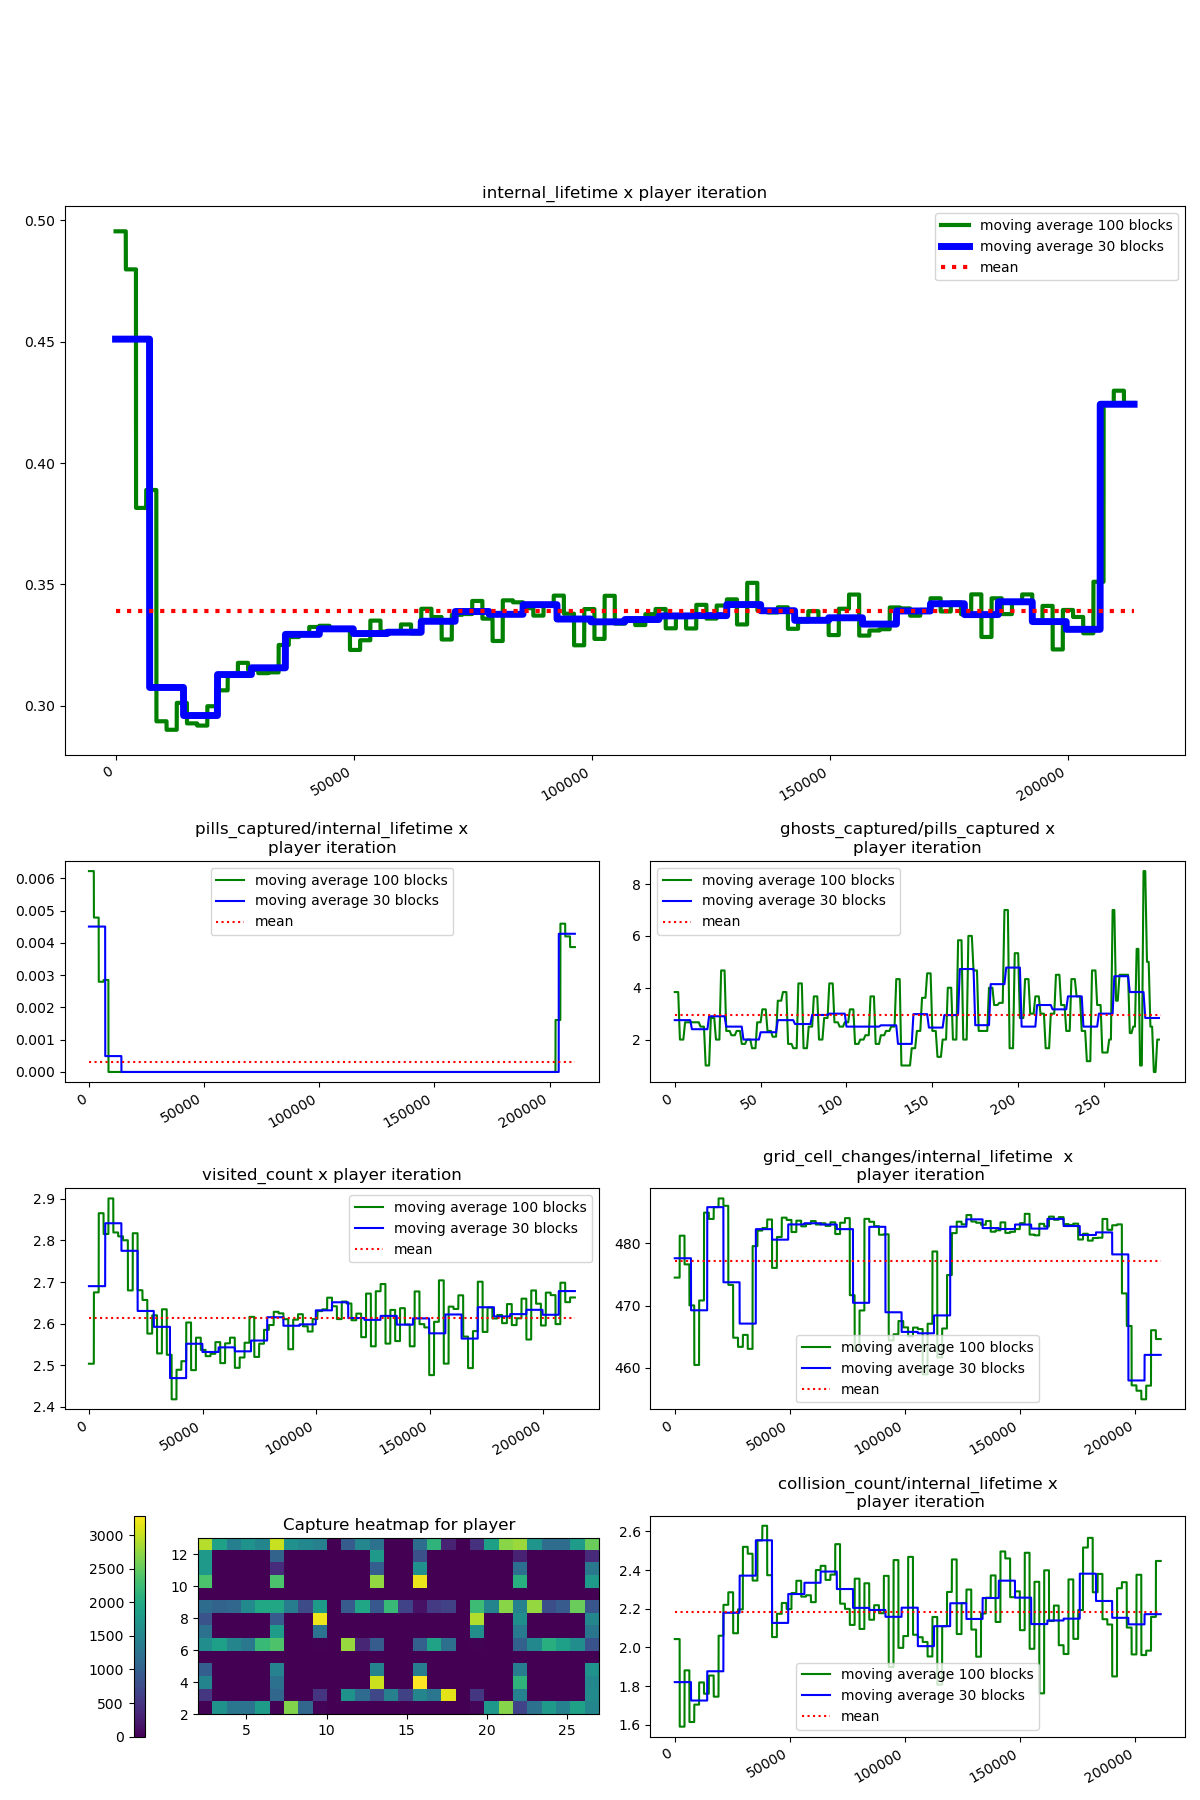 internal_lifetime x player iteration
0.50
0.45
0.40
0.35
0.30
moving average 100 blocks
moving average 30 blocks
mean
0
50000
100000
150000
200000
pills_captured/internal_lifetime x
player iteration
0.006
0.005
0.004
0.003
0.002
0.001
0.000
moving average 100 blocks
moving average 30 blocks
mean
0
50000
100000
150000
200000
ghosts_captured/pills_captured x
player iteration
8
6
4
2
moving average 100 blocks
moving average 30 blocks
mean
0
50
100
150
200
250
visited_count x player iteration
2.9
2.8
2.7
2.6
2.5
2.4
moving average 100 blocks
moving average 30 blocks
mean
0
50000
100000
150000
200000
grid_cell_changes/internal_lifetime  x
player iteration
480
470
460
moving average 100 blocks
moving average 30 blocks
mean
0
50000
100000
150000
200000
3000
2500
2000
1500
1000
500
0
Capture heatmap for player
12
10
8
6
4
2
5
10
15
20
25
collision_count/internal_lifetime x
player iteration
2.6
2.4
2.2
2.0
1.8
1.6
moving average 100 blocks
moving average 30 blocks
mean
0
50000
100000
150000
200000